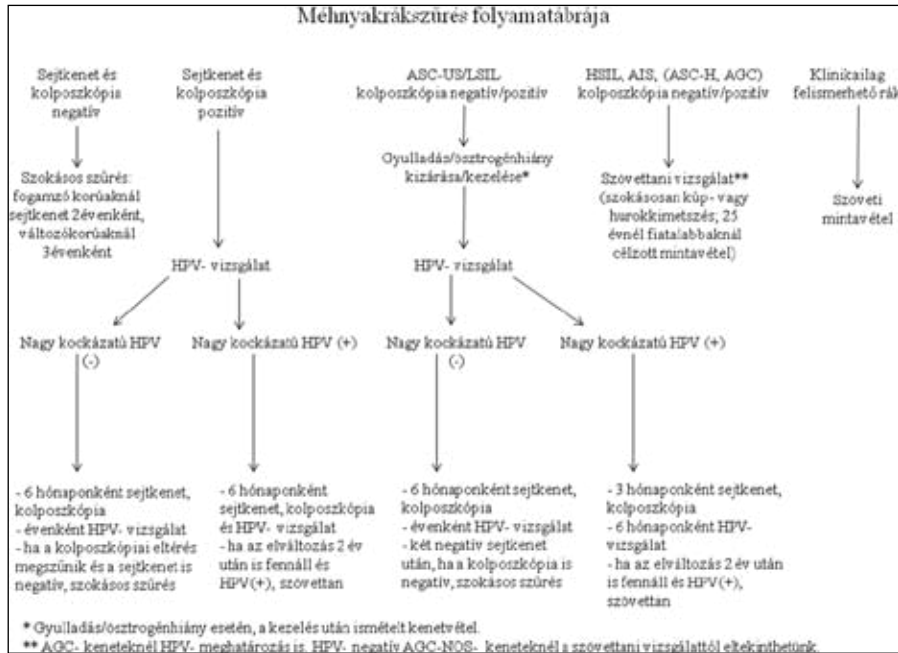 Méhnyakrákszűrés folyamatábrája
Sejtkenet és
kolposzkópia
negatív
Sejtkenet és
kolposzkópia
pozitív
ASC-US/LSIL
kolposzkópia negatív/pozitív
HSIL, AIS, (ASC-H, AGC)
kolposzkópia negatív/pozitív
Klinikailag
felismerhető rák
Szokásos szűrés:
fogamzó korúaknál
sejtkenet 2évenként,
változókorúaknál
3évenként
Gyulladás/ösztrogénhiány
kizárása/kezelése*
Szövettani vizsgálat**
(szokásosan kúp- vagy
hurokkimetszés; 25
évnél fiatalabbaknál
célzott mintavétel)
Szöveti
mintavétel
HPV- vizsgálat
HPV- vizsgálat
Nagy kockázatú HPV
(-)
Nagy kockázatú HPV (+)
Nagy kockázatú HPV
(-)
Nagy kockázatú HPV (+)
- 6 hónaponként sejtkenet,
kolposzkópia
- évenként HPV- vizsgálat
- ha a kolposzkópiai eltérés
megszűnik és a sejtkenet is
negatív, szokásos szűrés
- 6 hónaponként
sejtkenet, kolposzkópia
és HPV- vizsgálat
- ha az elváltozás 2 év
után is fennáll és
HPV(+), szövettan
- 6 hónaponként sejtkenet,
kolposzkópia
- évenként HPV- vizsgálat
- két negatív sejtkenet
után, ha a kolposzkópia is
negatív, szokásos szűrés
- 3 hónaponként sejtkenet,
kolposzkópia
- 6 hónaponként HPV-
vizsgálat
- ha az elváltozás 2 év után
is fennáll és HPV(+),
szövettan
* Gyulladás/ösztrogénhiány esetén, a kezelés után ismételt kenetvétel.
** AGC- keneteknél HPV- meghatározás is. HPV- negatív AGC-NOS- keneteknél a szövettani vizsgálattól eltekinthetünk.